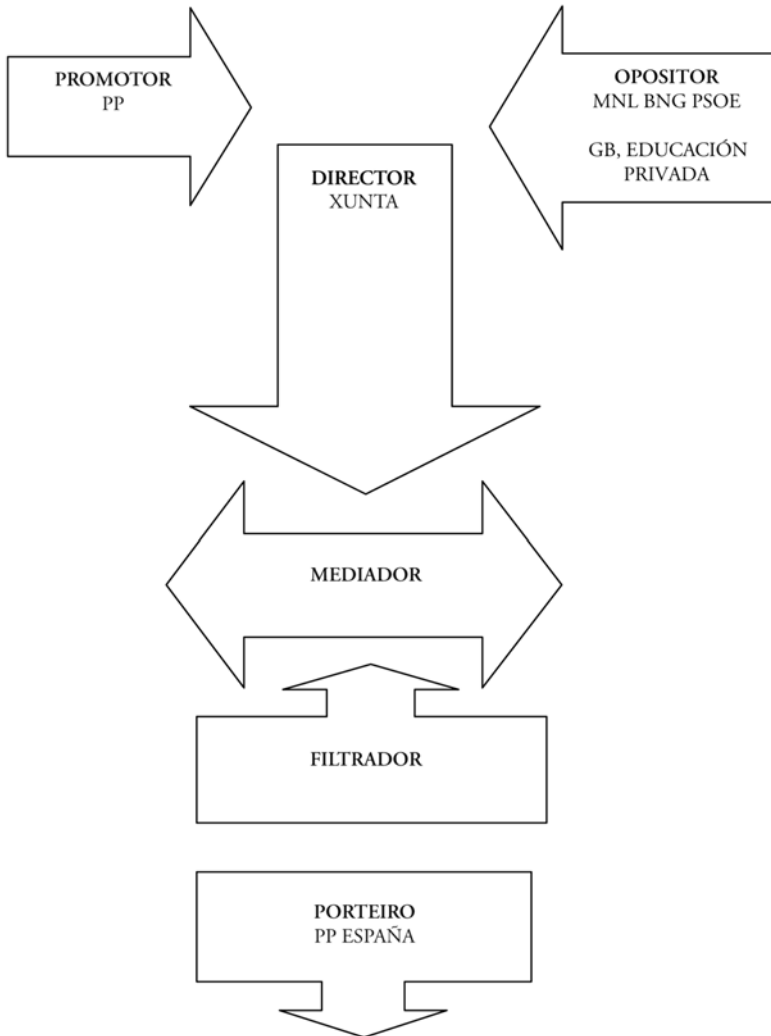 PROMOTOR
PP
OPOSITOR
MNL BNG PSOE
GB, EDUCACIÓN
PRIVADA
DIRECTOR
XUNTA
MEDIADOR
FILTRADOR
PORTEIRO
PP ESPAÑA